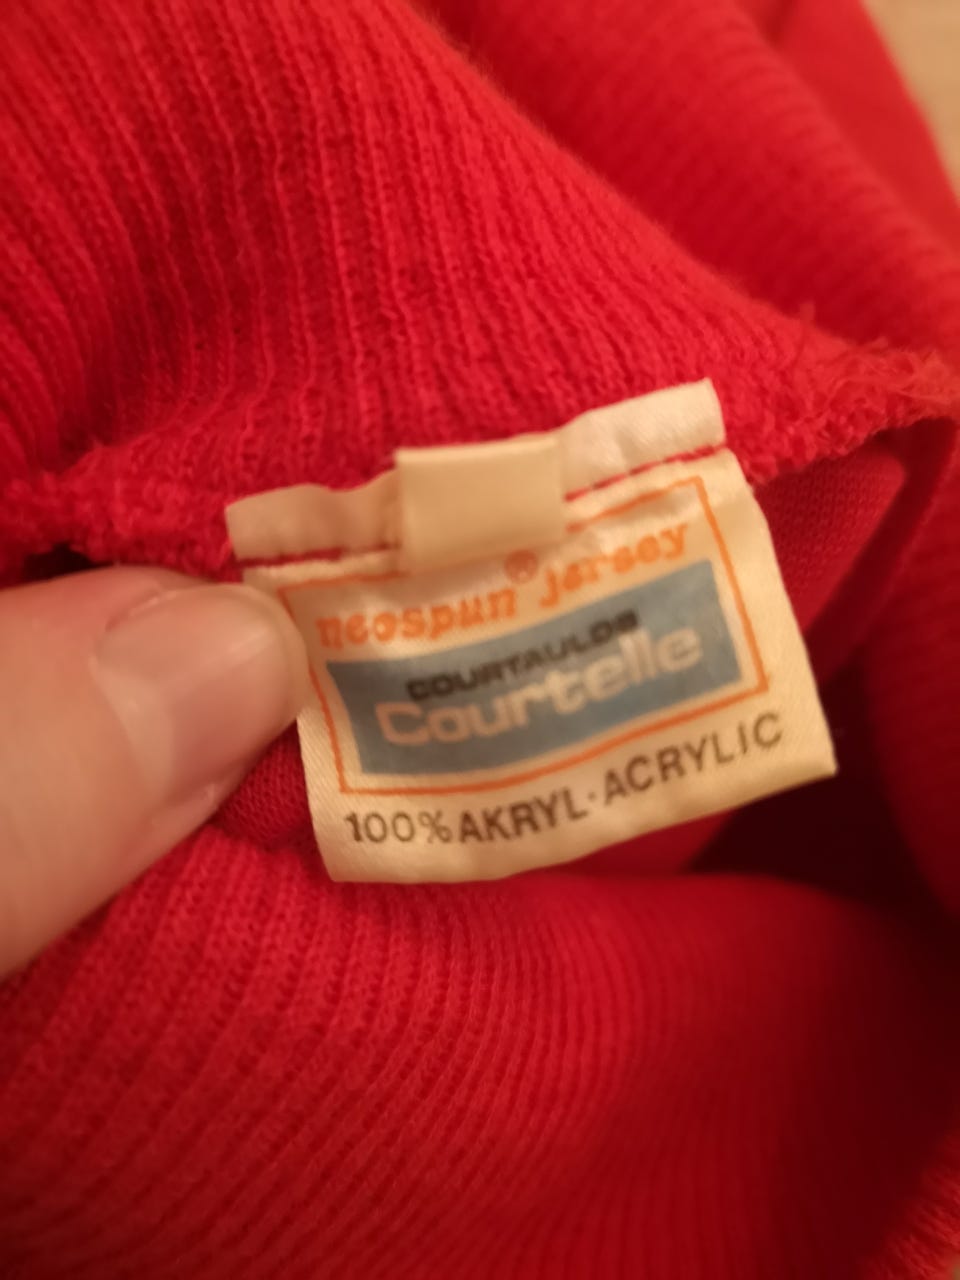 neospun® jersey
COURTAULDS
Courtelle
100% AKRYL·ACRYLIC